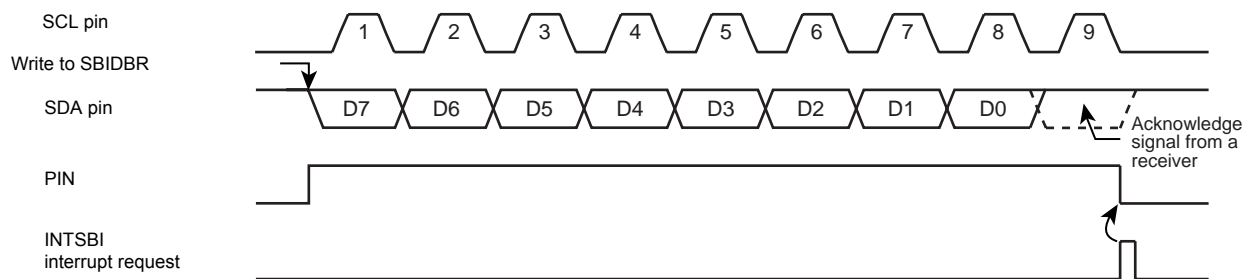 SCL pin
1 2 3 4 5 6 7 8 9
Write to SBIDBR
SDA pin
D7 D6 D5 D4 D3 D2 D1 D0
Acknowledge
signal from a
receiver
PIN
INTSBI
interrupt request